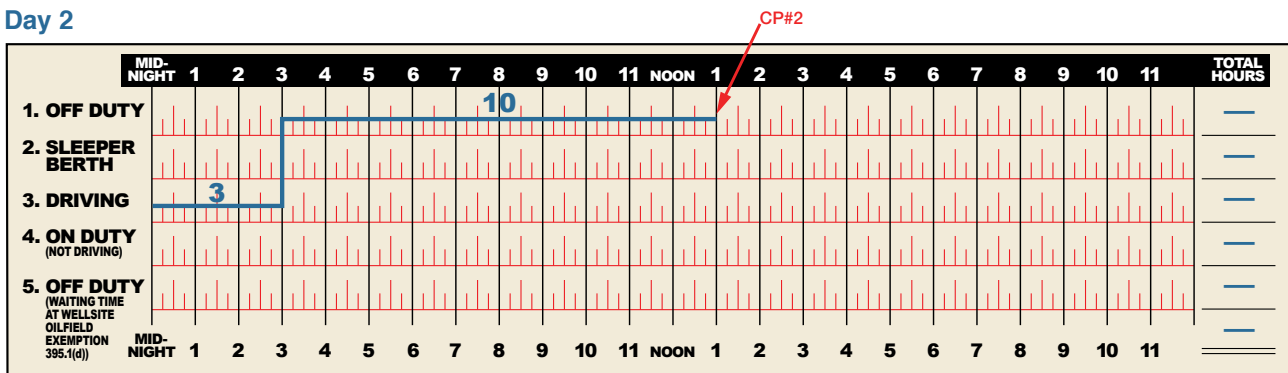 Day 2
CP#2
MID-NIGHT 1 2 3 4 5 6 7 8 9 10 11 NOON 1 2 3 4 5 6 7 8 9 10 11 TOTAL HOURS
1. OFF DUTY 10 —
2. SLEEPER BERTH —
3. DRIVING 3 —
4. ON DUTY —
(NOT DRIVING)
5. OFF DUTY —
(WAITING TIME
AT WELLSITE
OILFIELD
EXEMPTION
395.1(d))
MID-NIGHT 1 2 3 4 5 6 7 8 9 10 11 NOON 1 2 3 4 5 6 7 8 9 10 11 —